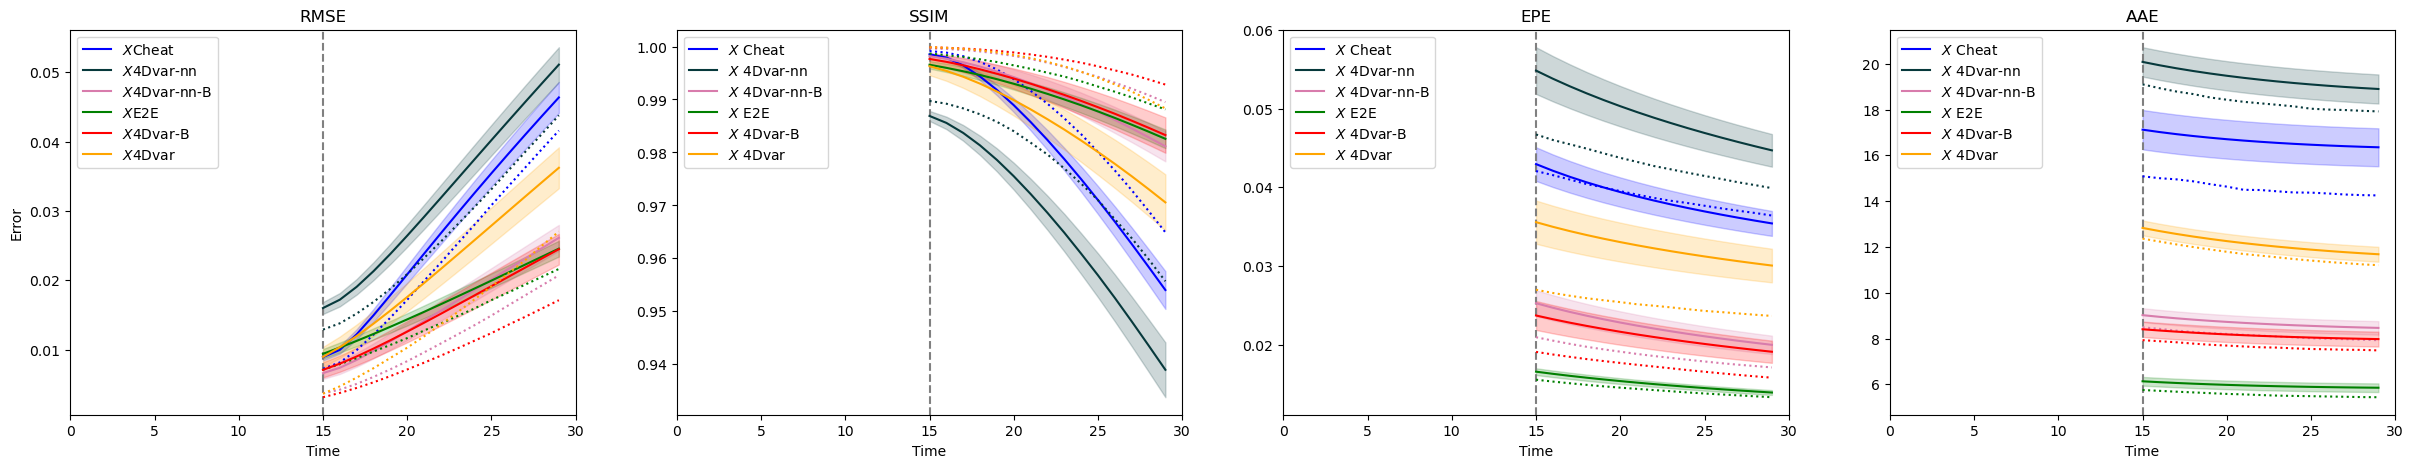 RMSE
XCheat
X4Dvar-nn
X4Dvar-nn-B
XE2E
X4Dvar-B
X4Dvar
Error
0.05
0.04
0.03
0.02
0.01
0 5 10 15 20 25 30
Time
SSIM
X Cheat
X 4Dvar-nn
X 4Dvar-nn-B
X E2E
X 4Dvar-B
X 4Dvar
1.00
0.99
0.98
0.97
0.96
0.95
0.94
0 5 10 15 20 25 30
Time
EPE
X Cheat
X 4Dvar-nn
X 4Dvar-nn-B
X E2E
X 4Dvar-B
X 4Dvar
0.06
0.05
0.04
0.03
0.02
0 5 10 15 20 25 30
Time
AAE
X Cheat
X 4Dvar-nn
X 4Dvar-nn-B
X E2E
X 4Dvar-B
X 4Dvar
20
18
16
14
12
10
8
6
0 5 10 15 20 25 30
Time